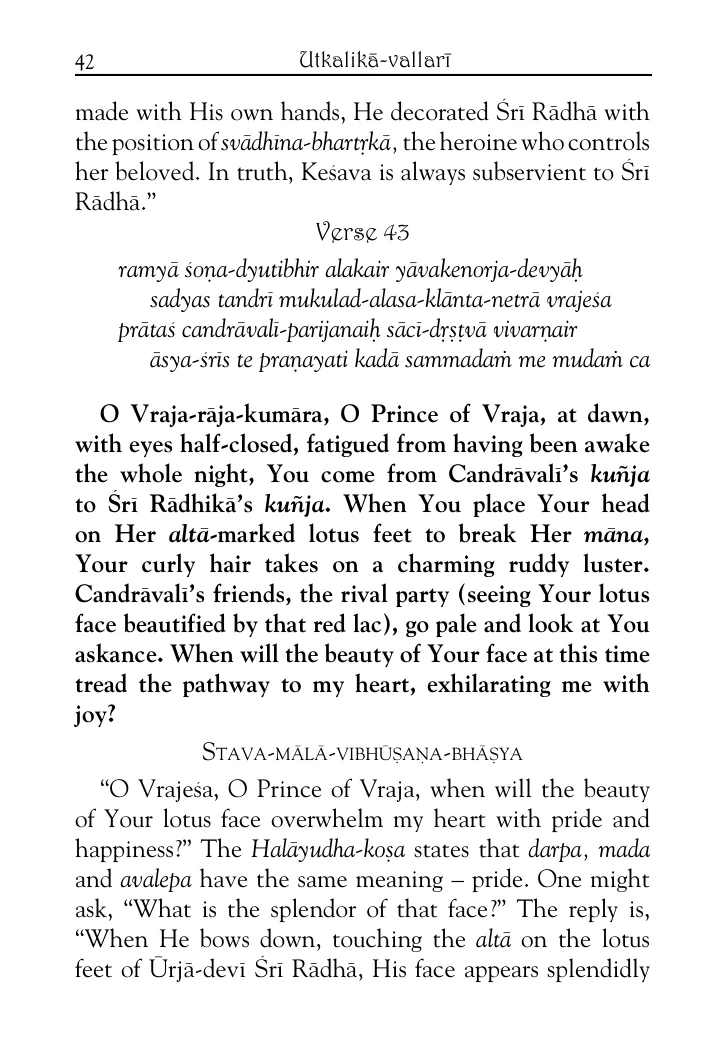 42
Utkalikā-vallarī
made with His own hands, He decorated Śrī Rādhā with
the position of svādhīna-bhartṛkā, the heroine who controls
her beloved. In truth, Keśava is always subservient to Śrī
Rādhā.”
Verse 43
ramyā śoṇa-dyutibhir alakair yāvakenorja-devyāḥ
sadyas tandrī mukulad-alasa-klānta-netrā vrajeśa
prātaś candrāvalī-parijanaiḥ sācī-dṛṣṭvā vivarṇair
āsya-śrīs te praṇayati kadā sammadaṁ me mudaṁ ca
O Vraja-rāja-kumāra, O Prince of Vraja, at dawn,
with eyes half-closed, fatigued from having been awake
the whole night, You come from Candrāvalī’s kuñja
to Śrī Rādhikā’s kuñja. When You place Your head
on Her altā-marked lotus feet to break Her māna,
Your curly hair takes on a charming ruddy luster.
Candrāvalī’s friends, the rival party (seeing Your lotus
face beautified by that red lac), go pale and look at You
askance. When will the beauty of Your face at this time
tread the pathway to my heart, exhilarating me with
joy?
Stava-mālā-vibhūṣaṇa-bhāṣya
“O Vrajeśa, O Prince of Vraja, when will the beauty
of Your lotus face overwhelm my heart with pride and
happiness?” The Halāyudha-koṣa states that darpa, mada
and avalepa have the same meaning – pride. One might
ask, “What is the splendor of that face?” The reply is,
“When He bows down, touching the altā on the lotus
feet of Ūrjā-devī Śrī Rādhā, His face appears splendidly